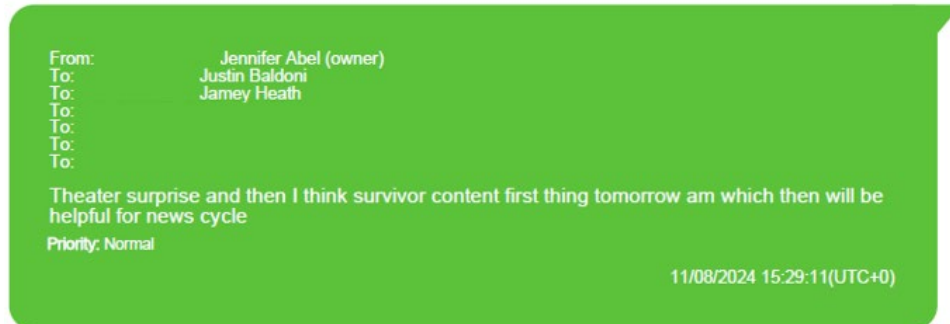 From: Jennifer Abel (owner)
To: Justin Baldoni
To: Jamey Heath
To:
To:
To:
To:
Theater surprise and then I think survivor content first thing tomorrow am which then will be
helpful for news cycle
Priority: Normal
11/08/2024 15:29:11(UTC+0)